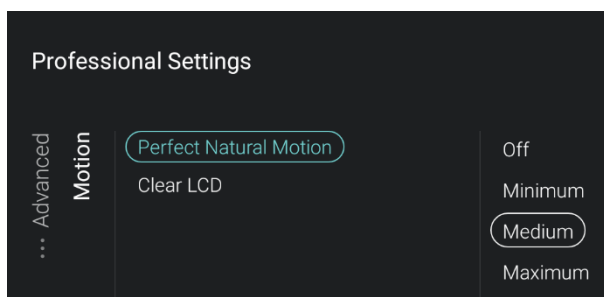 Professional Settings
... Advanced
Motion
Perfect Natural Motion
Clear LCD
Off
Minimum
Medium
Maximum